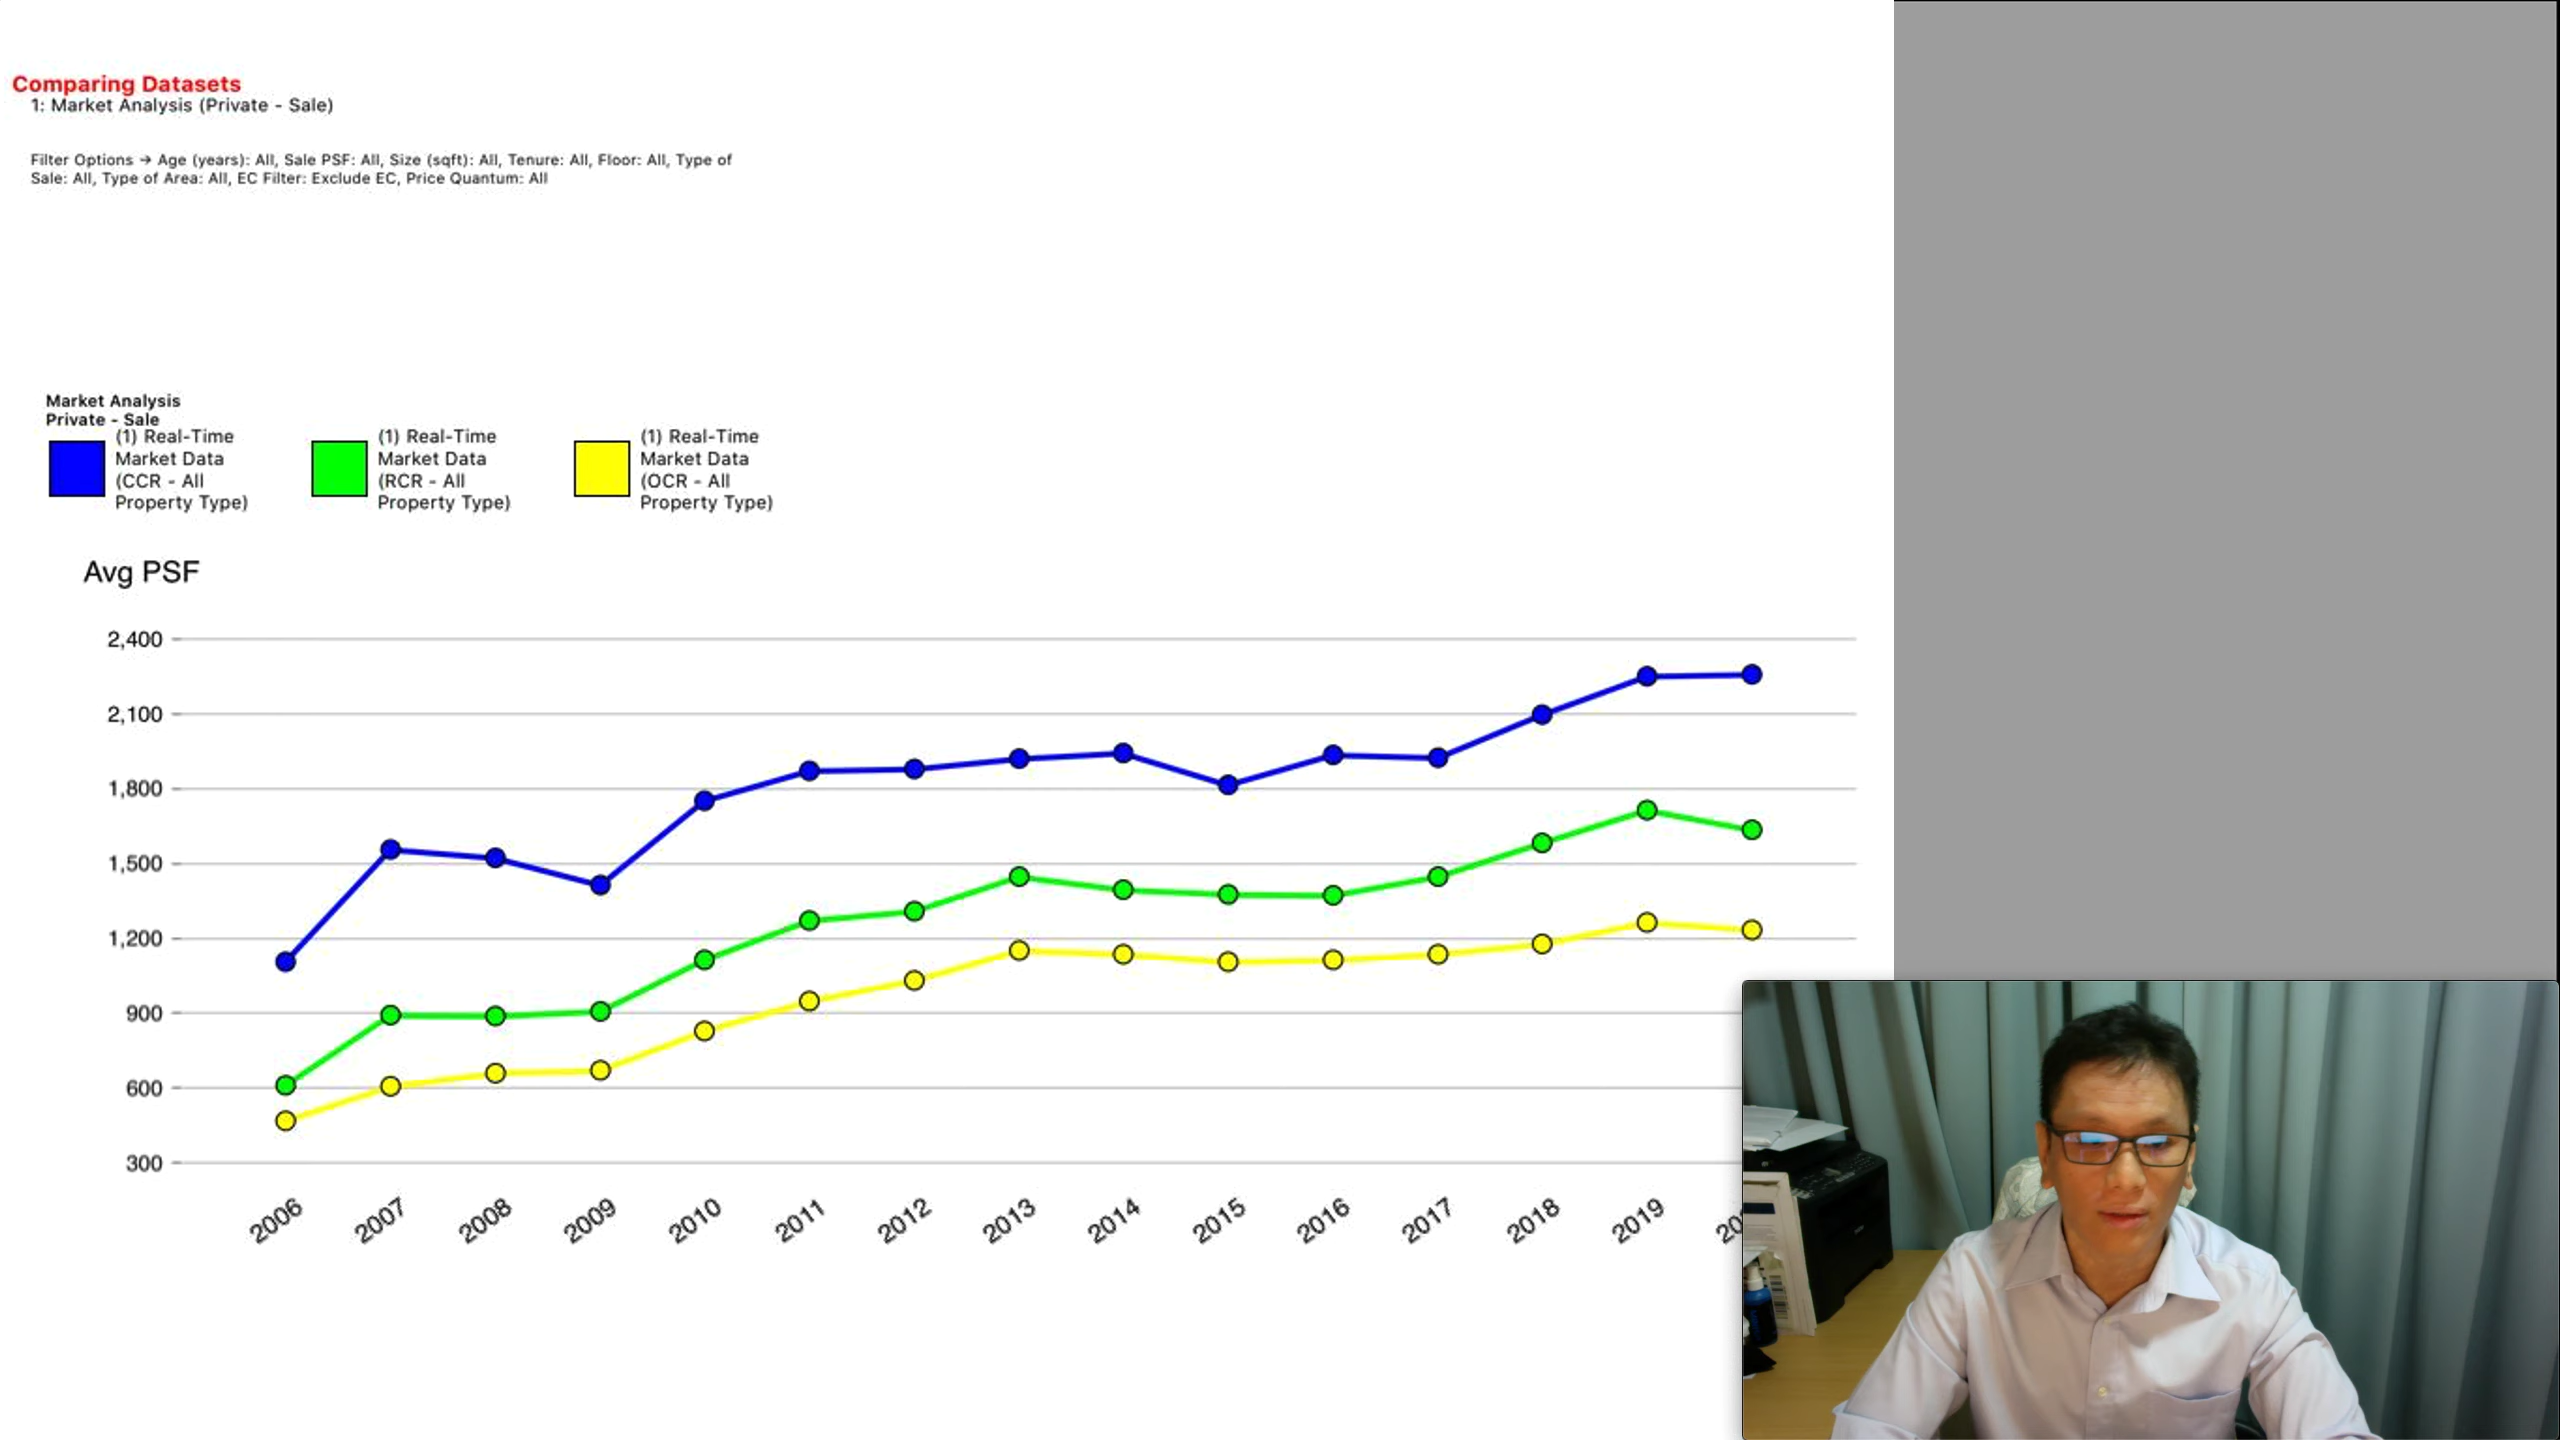 Comparing Datasets
1: Market Analysis (Private - Sale)
Filter Options → Age (years): All, Sale PSF: All, Size (sqft): All, Tenure: All, Floor: All, Type of
Sale: All, Type of Area: All, EC Filter: Exclude EC, Price Quantum: All
Market Analysis
Private - Sale
(1) Real-Time
Market Data
(CCR - All
Property Type)
(1) Real-Time
Market Data
(RCR - All
Property Type)
(1) Real-Time
Market Data
(OCR - All
Property Type)
Avg PSF
2,400
2,100
1,800
1,500
1,200
900
600
300
2006
2007
2008
2009
2010
2011
2012
2013
2014
2015
2016
2017
2018
2019